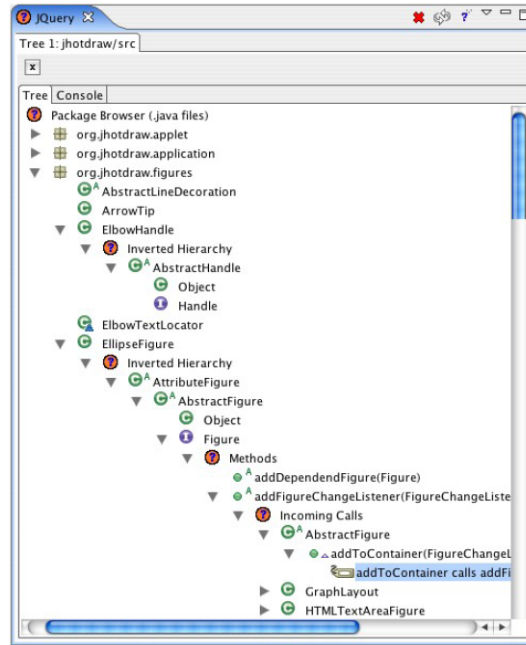 JQuery
Tree 1: jhotdraw/src
x
Tree Console
Package Browser (.java files)
org.jhotdraw.applet
org.jhotdraw.application
org.jhotdraw.figures
A AbstractLineDecoration
ArrowTip
ElbowHandle
Inverted Hierarchy
A AbstractHandle
Object
Handle
ElbowTextLocator
EllipseFigure
Inverted Hierarchy
A AttributeFigure
A AbstractFigure
Object
Figure
Methods
A addDependendFigure(Figure)
A addFigureChangeListener(FigureChangeListe
Incoming Calls
A AbstractFigure
addToContainer(FigureChangeL
addToContainer calls addFi
GraphLayout
HTMLTextAreaFigure